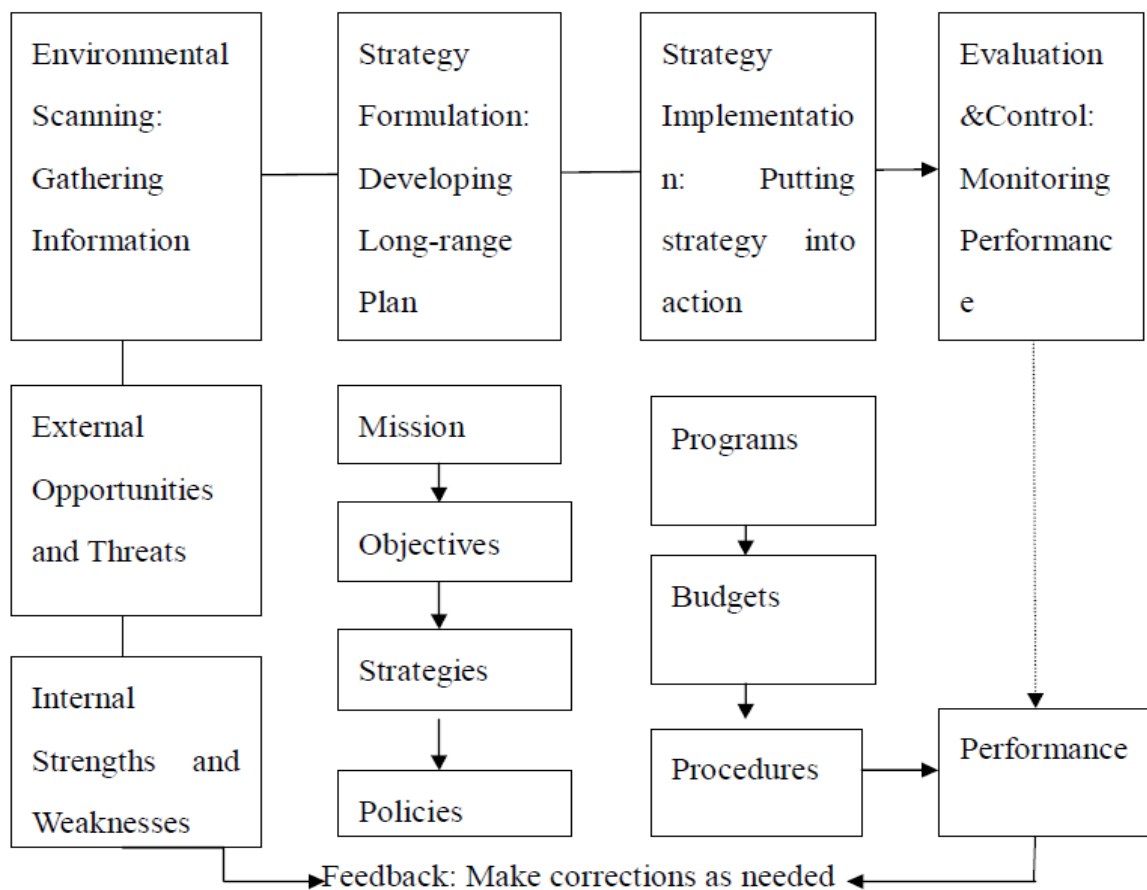 Environmental
Scanning:
Gathering
Information
Strategy
Formulation:
Developing
Long-range
Plan
Strategy
Implementatio
n: Putting
strategy into
action
Evaluation
&Control:
Monitoring
Performanc
e
External
Opportunities
and Threats
Internal
Strengths and
Weaknesses
Mission
Objectives
Strategies
Policies
Programs
Budgets
Procedures
Performance
Feedback: Make corrections as needed